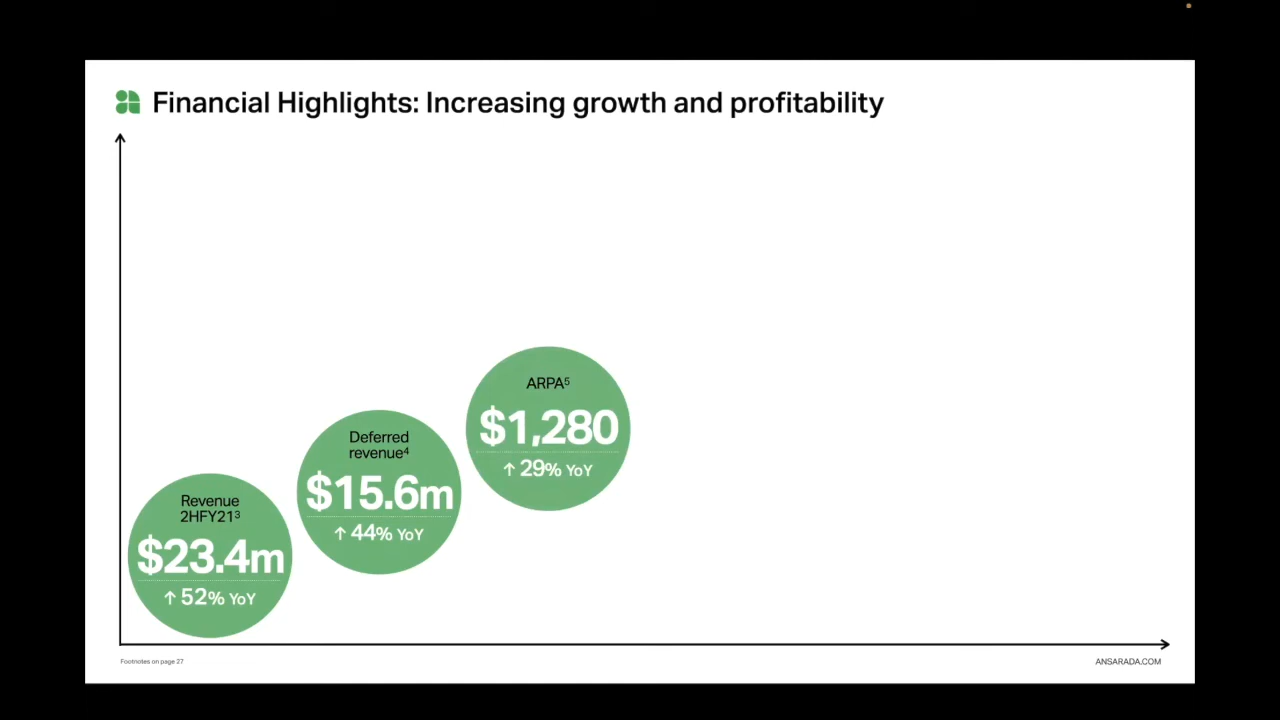 Financial Highlights: Increasing growth and profitability
ARPA⁵
$1,280
↑ 29% YoY
Deferred
revenue⁴
$15.6m
↑ 44% YoY
Revenue
2HFY21³
$23.4m
↑ 52% YoY
Footnotes on page 27
ANSARADA.COM